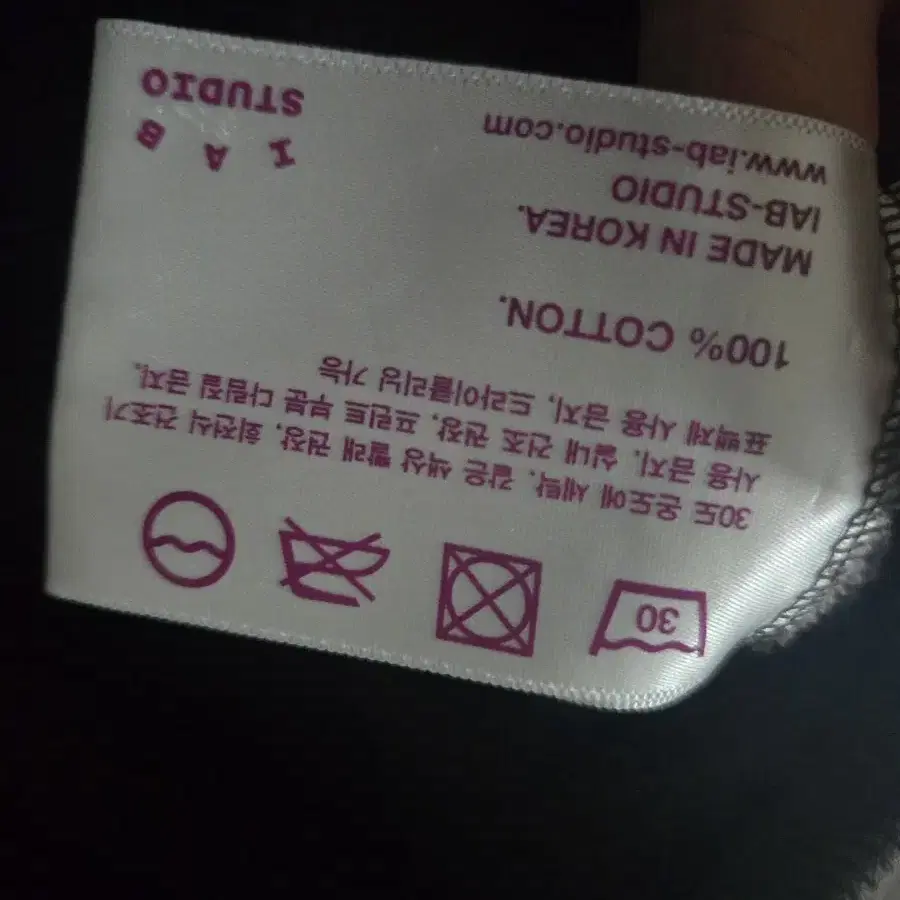 30
30도 온도에 세탁. 같은 색상 빨래 권장, 회전식 건조기
사용 금지. 실내 건조 권장, 프린트 부분 다림질 금지.
표백제 사용 금지, 드라이클리닝 가능
100% COTTON.
MADE IN KOREA.
IAB-STUDIO
www.iab-studio.com
I A B
STUDIO